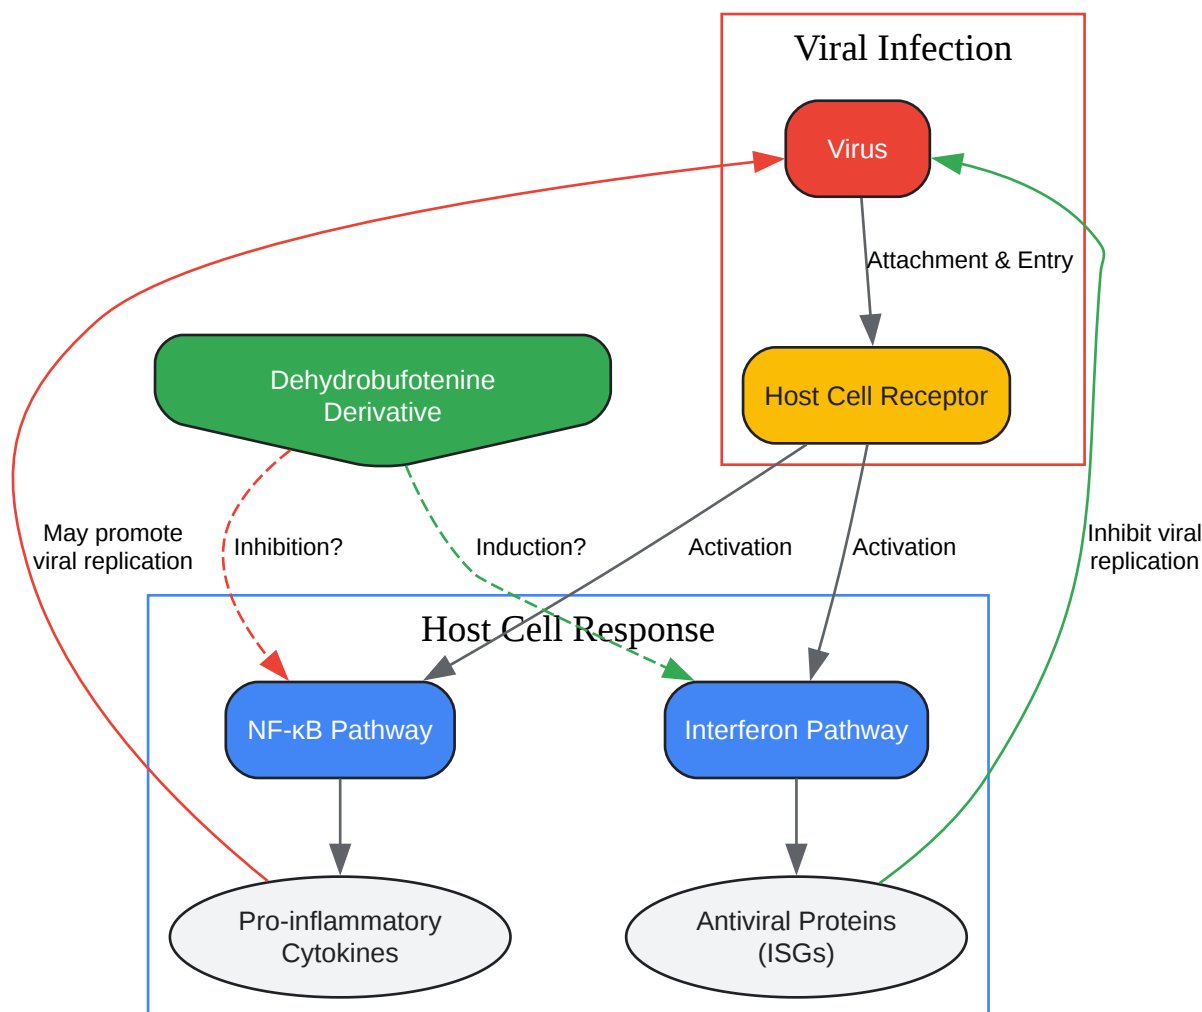 Viral Infection
Virus
Attachment & Entry
Dehydrobufotenine
Derivative
Host Cell Receptor
May promote
viral replication
Inhibition?
Induction?
Activation
Activation
Inhibit viral
replication
Host Cell Response
NF-κB Pathway
Interferon Pathway
Pro-inflammatory
Cytokines
Antiviral Proteins
(ISGs)